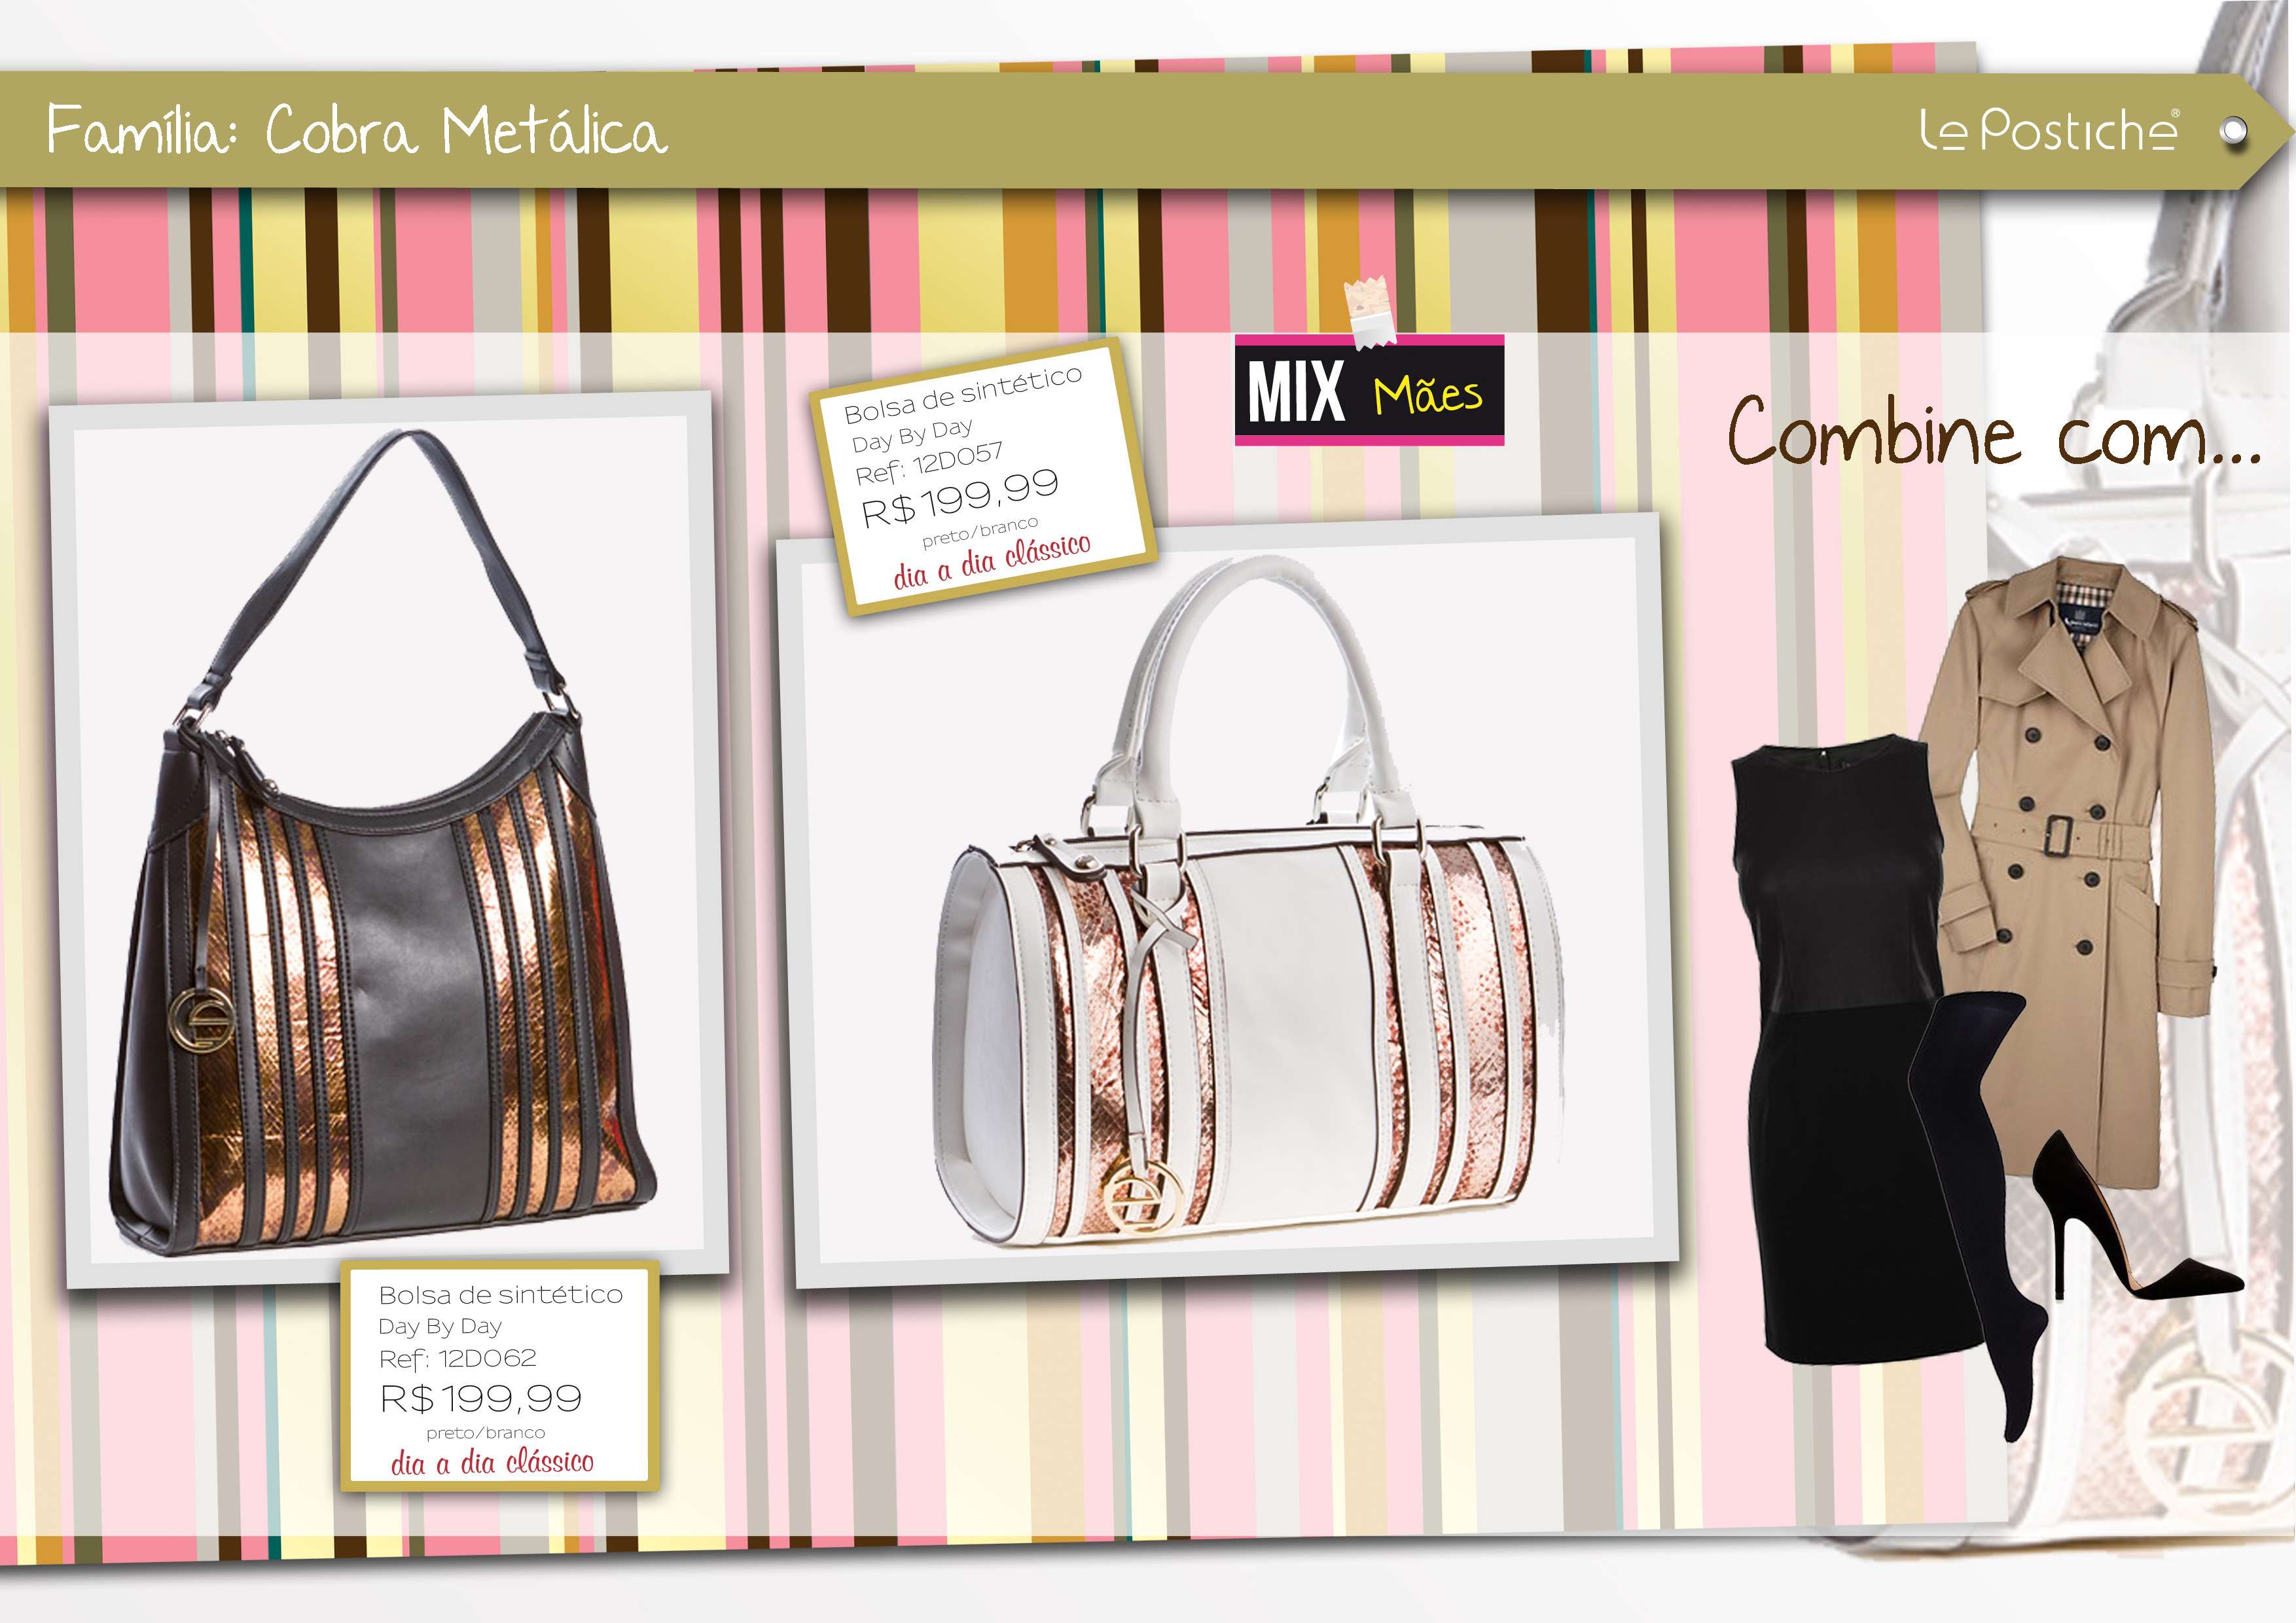 Família: Cobra Metálica
Le Postiche®
Bolsa de sintético
Day By Day
Ref: 12D057
R$199,99
preto/branco
dia a dia clássico
MIX Mães
Combine com...
Bolsa de sintético
Day By Day
Ref: 12D062
R$199,99
preto/branco
dia a dia clássico